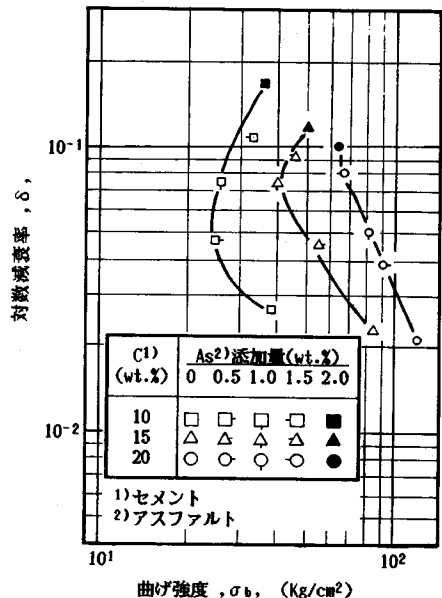 対数減衰率 , δ ,
10⁻¹
10⁻²
C¹⁾ As²⁾添加量(wt.%)
(wt.%) 0 0.5 1.0 1.5 2.0
10
15
20
¹⁾セメント
²⁾アスファルト
10¹ 10²
曲げ強度 , σb , (Kg/cm²)